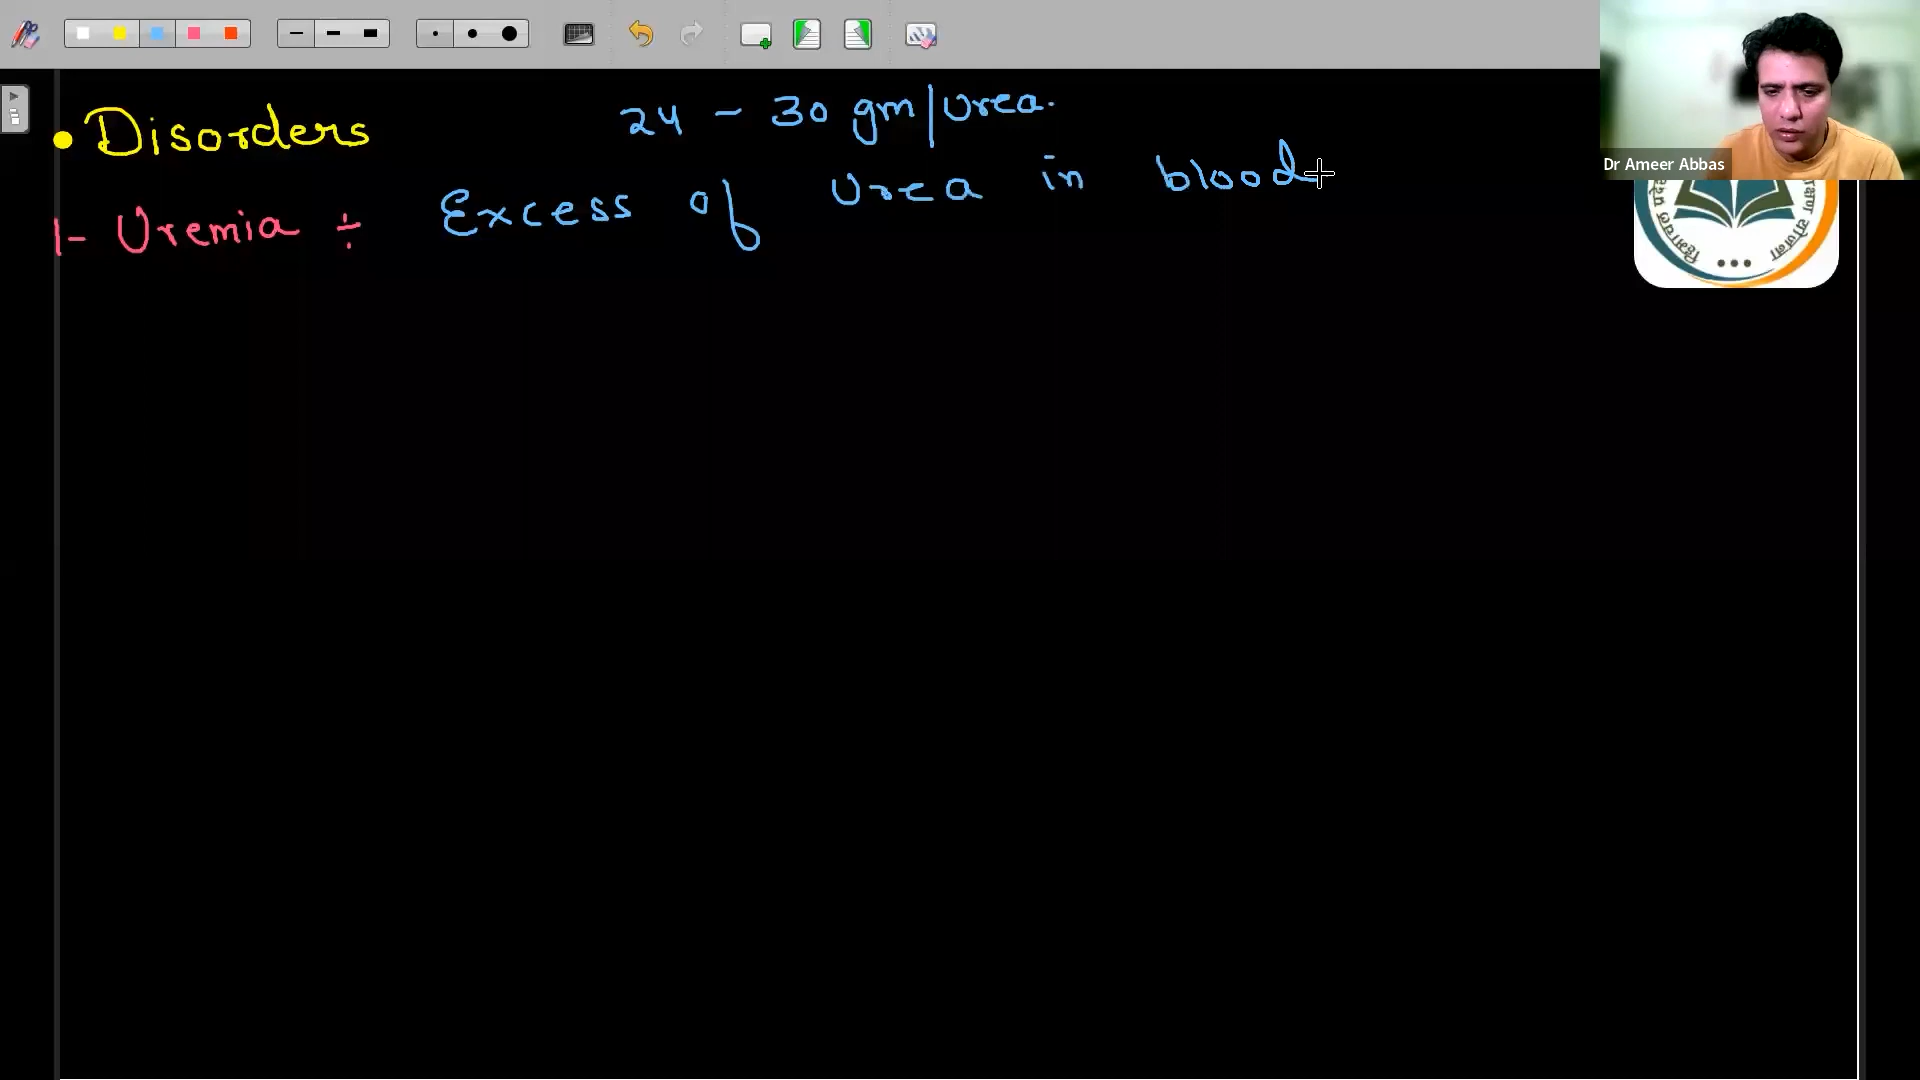 24 - 30 gm/Urea.
• Disorders
1- Uremia ÷ Excess of Urea in blood
Dr Ameer Abbas